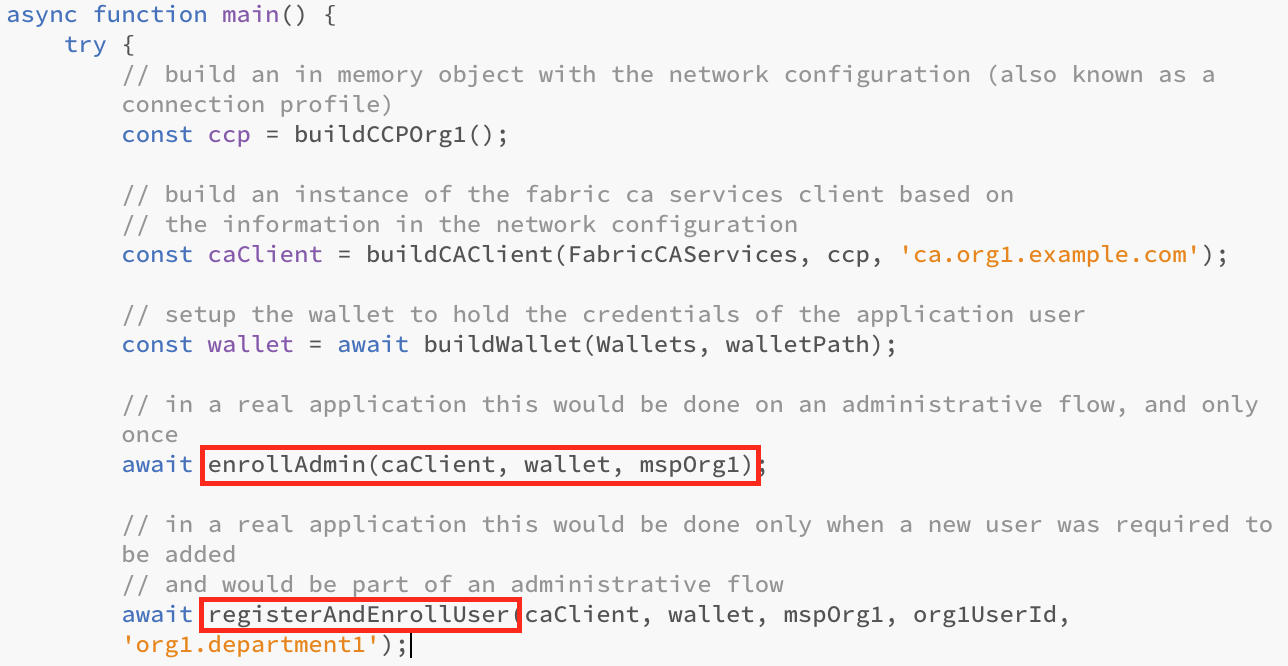 async function main() {
try {
// build an in memory object with the network configuration (also known as a
connection profile)
const ccp = buildCCPOrg1();
// build an instance of the fabric ca services client based on
// the information in the network configuration
const caClient = buildCAClient(FabricCAServices, ccp, 'ca.org1.example.com');
// setup the wallet to hold the credentials of the application user
const wallet = await buildWallet(Wallets, walletPath);
// in a real application this would be done on an administrative flow, and only
once
await enrollAdmin(caClient, wallet, mspOrg1);
// in a real application this would be done only when a new user was required to
be added
// and would be part of an administrative flow
await registerAndEnrollUser(caClient, wallet, mspOrg1, org1UserId,
'org1.department1');